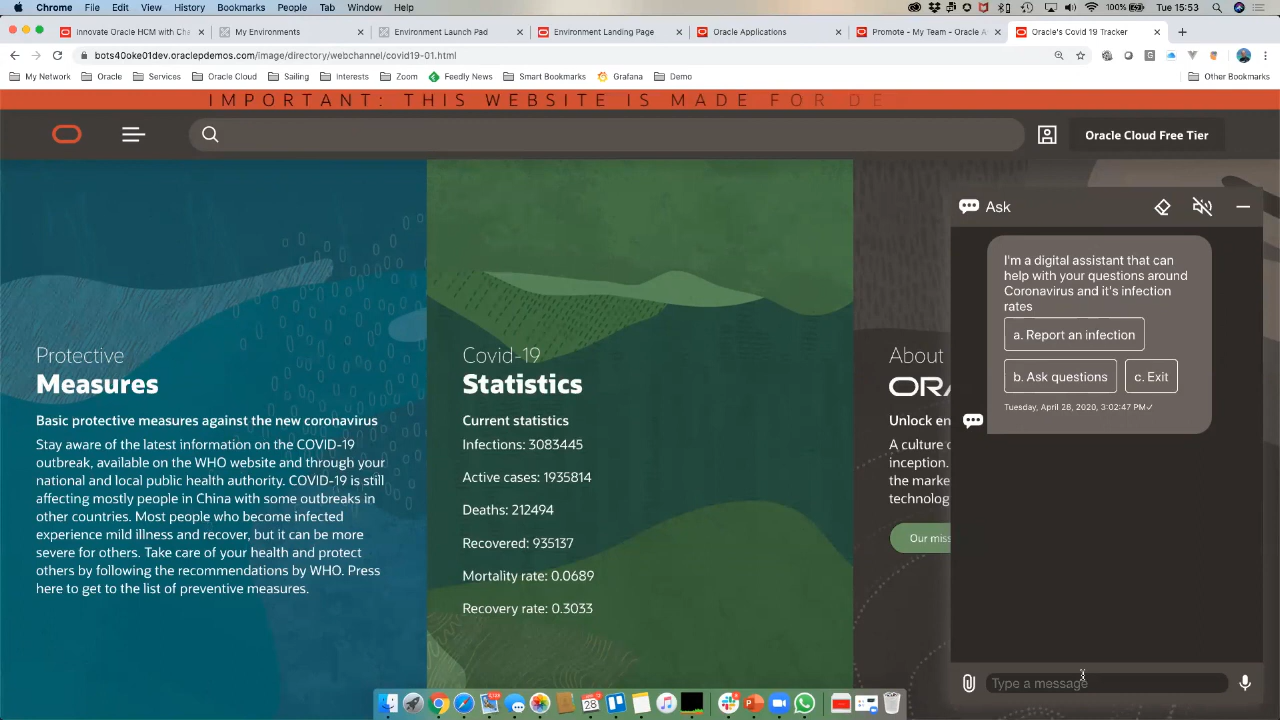 Chrome File Edit View History Bookmarks People Tab Window Help 100% Tue 15:53
Innovate Oracle HCM with Cha My Environments Environment Launch Pad Environment Landing Page Oracle Applications Promote - My Team - Oracle A Oracle's Covid 19 Tracker
bots40oke01dev.oraclepdemos.com/image/directory/webchannel/covid19-01.html
My Network Oracle Services Oracle Cloud Sailing Interests Zoom Feedly News Smart Bookmarks Grafana Demo Other Bookmarks
IMPORTANT: THIS WEBSITE IS MADE FOR DE
Oracle Cloud Free Tier
Protective
Measures
Basic protective measures against the new coronavirus
Stay aware of the latest information on the COVID-19
outbreak, available on the WHO website and through your
national and local public health authority. COVID-19 is still
affecting mostly people in China with some outbreaks in
other countries. Most people who become infected
experience mild illness and recover, but it can be more
severe for others. Take care of your health and protect
others by following the recommendations by WHO. Press
here to get to the list of preventive measures.
Covid-19
Statistics
Current statistics
Infections: 3083445
Active cases: 1935814
Deaths: 212494
Recovered: 935137
Mortality rate: 0.0689
Recovery rate: 0.3033
About
ORA
Unlock en
A culture o
inception.
the marke
technolog
Our miss
Ask
I'm a digital assistant that can
help with your questions around
Coronavirus and it's infection
rates
a. Report an infection
b. Ask questions c. Exit
Tuesday, April 28, 2020, 3:02:47 PM✓
Type a message
28